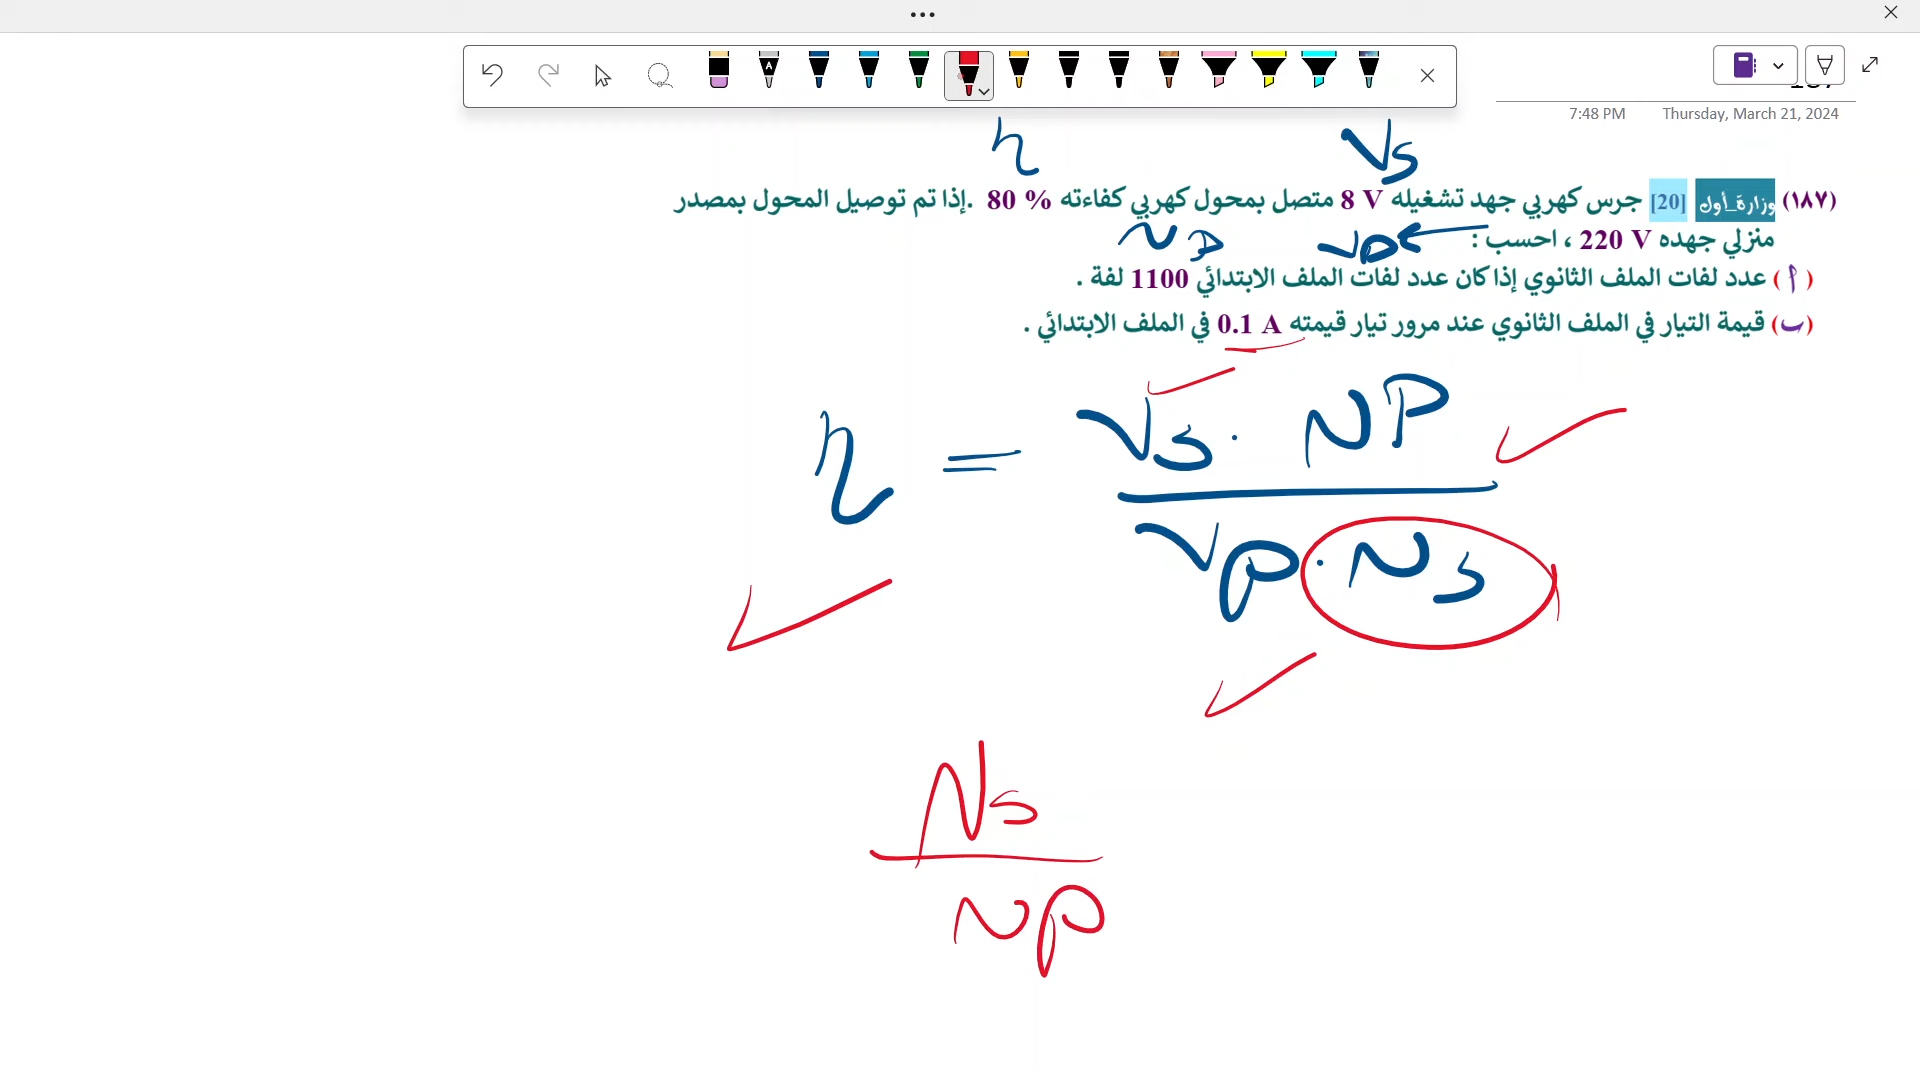 7:48 PM Thursday, March 21, 2024
η Vs
(١٨٧) وزارة_أول [20] جرس كهربي جهد تشغيله 8 V متصل بمحول كهربي كفاءته % 80 .إذا تم توصيل المحول بمصدر
منزلي جهده 220 V ، احسب :
Vp
Np
(أ) عدد لفات الملف الثانوي إذا كان عدد لفات الملف الابتدائي 1100 لفة .
(ب) قيمة التيار في الملف الثانوي عند مرور تيار قيمته 0.1 A في الملف الابتدائي .
Vs . NP
η =
Vp . Ns
Ns
Np